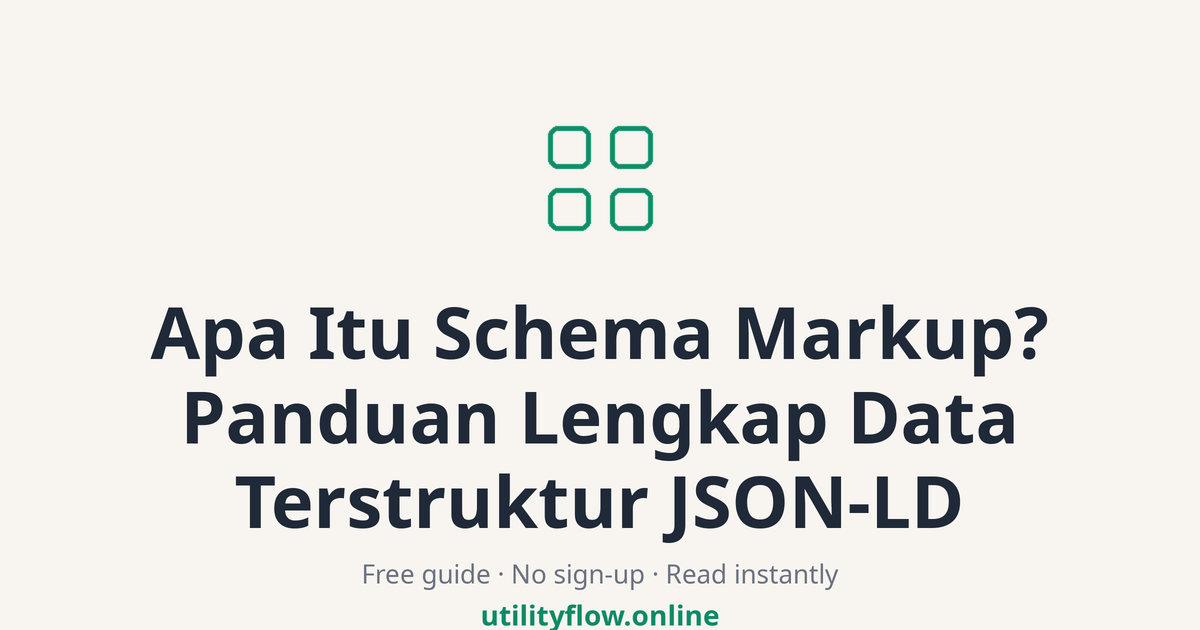 Apa Itu Schema Markup?
Panduan Lengkap Data
Terstruktur JSON-LD
Free guide · No sign-up · Read instantly
utilityflow.online